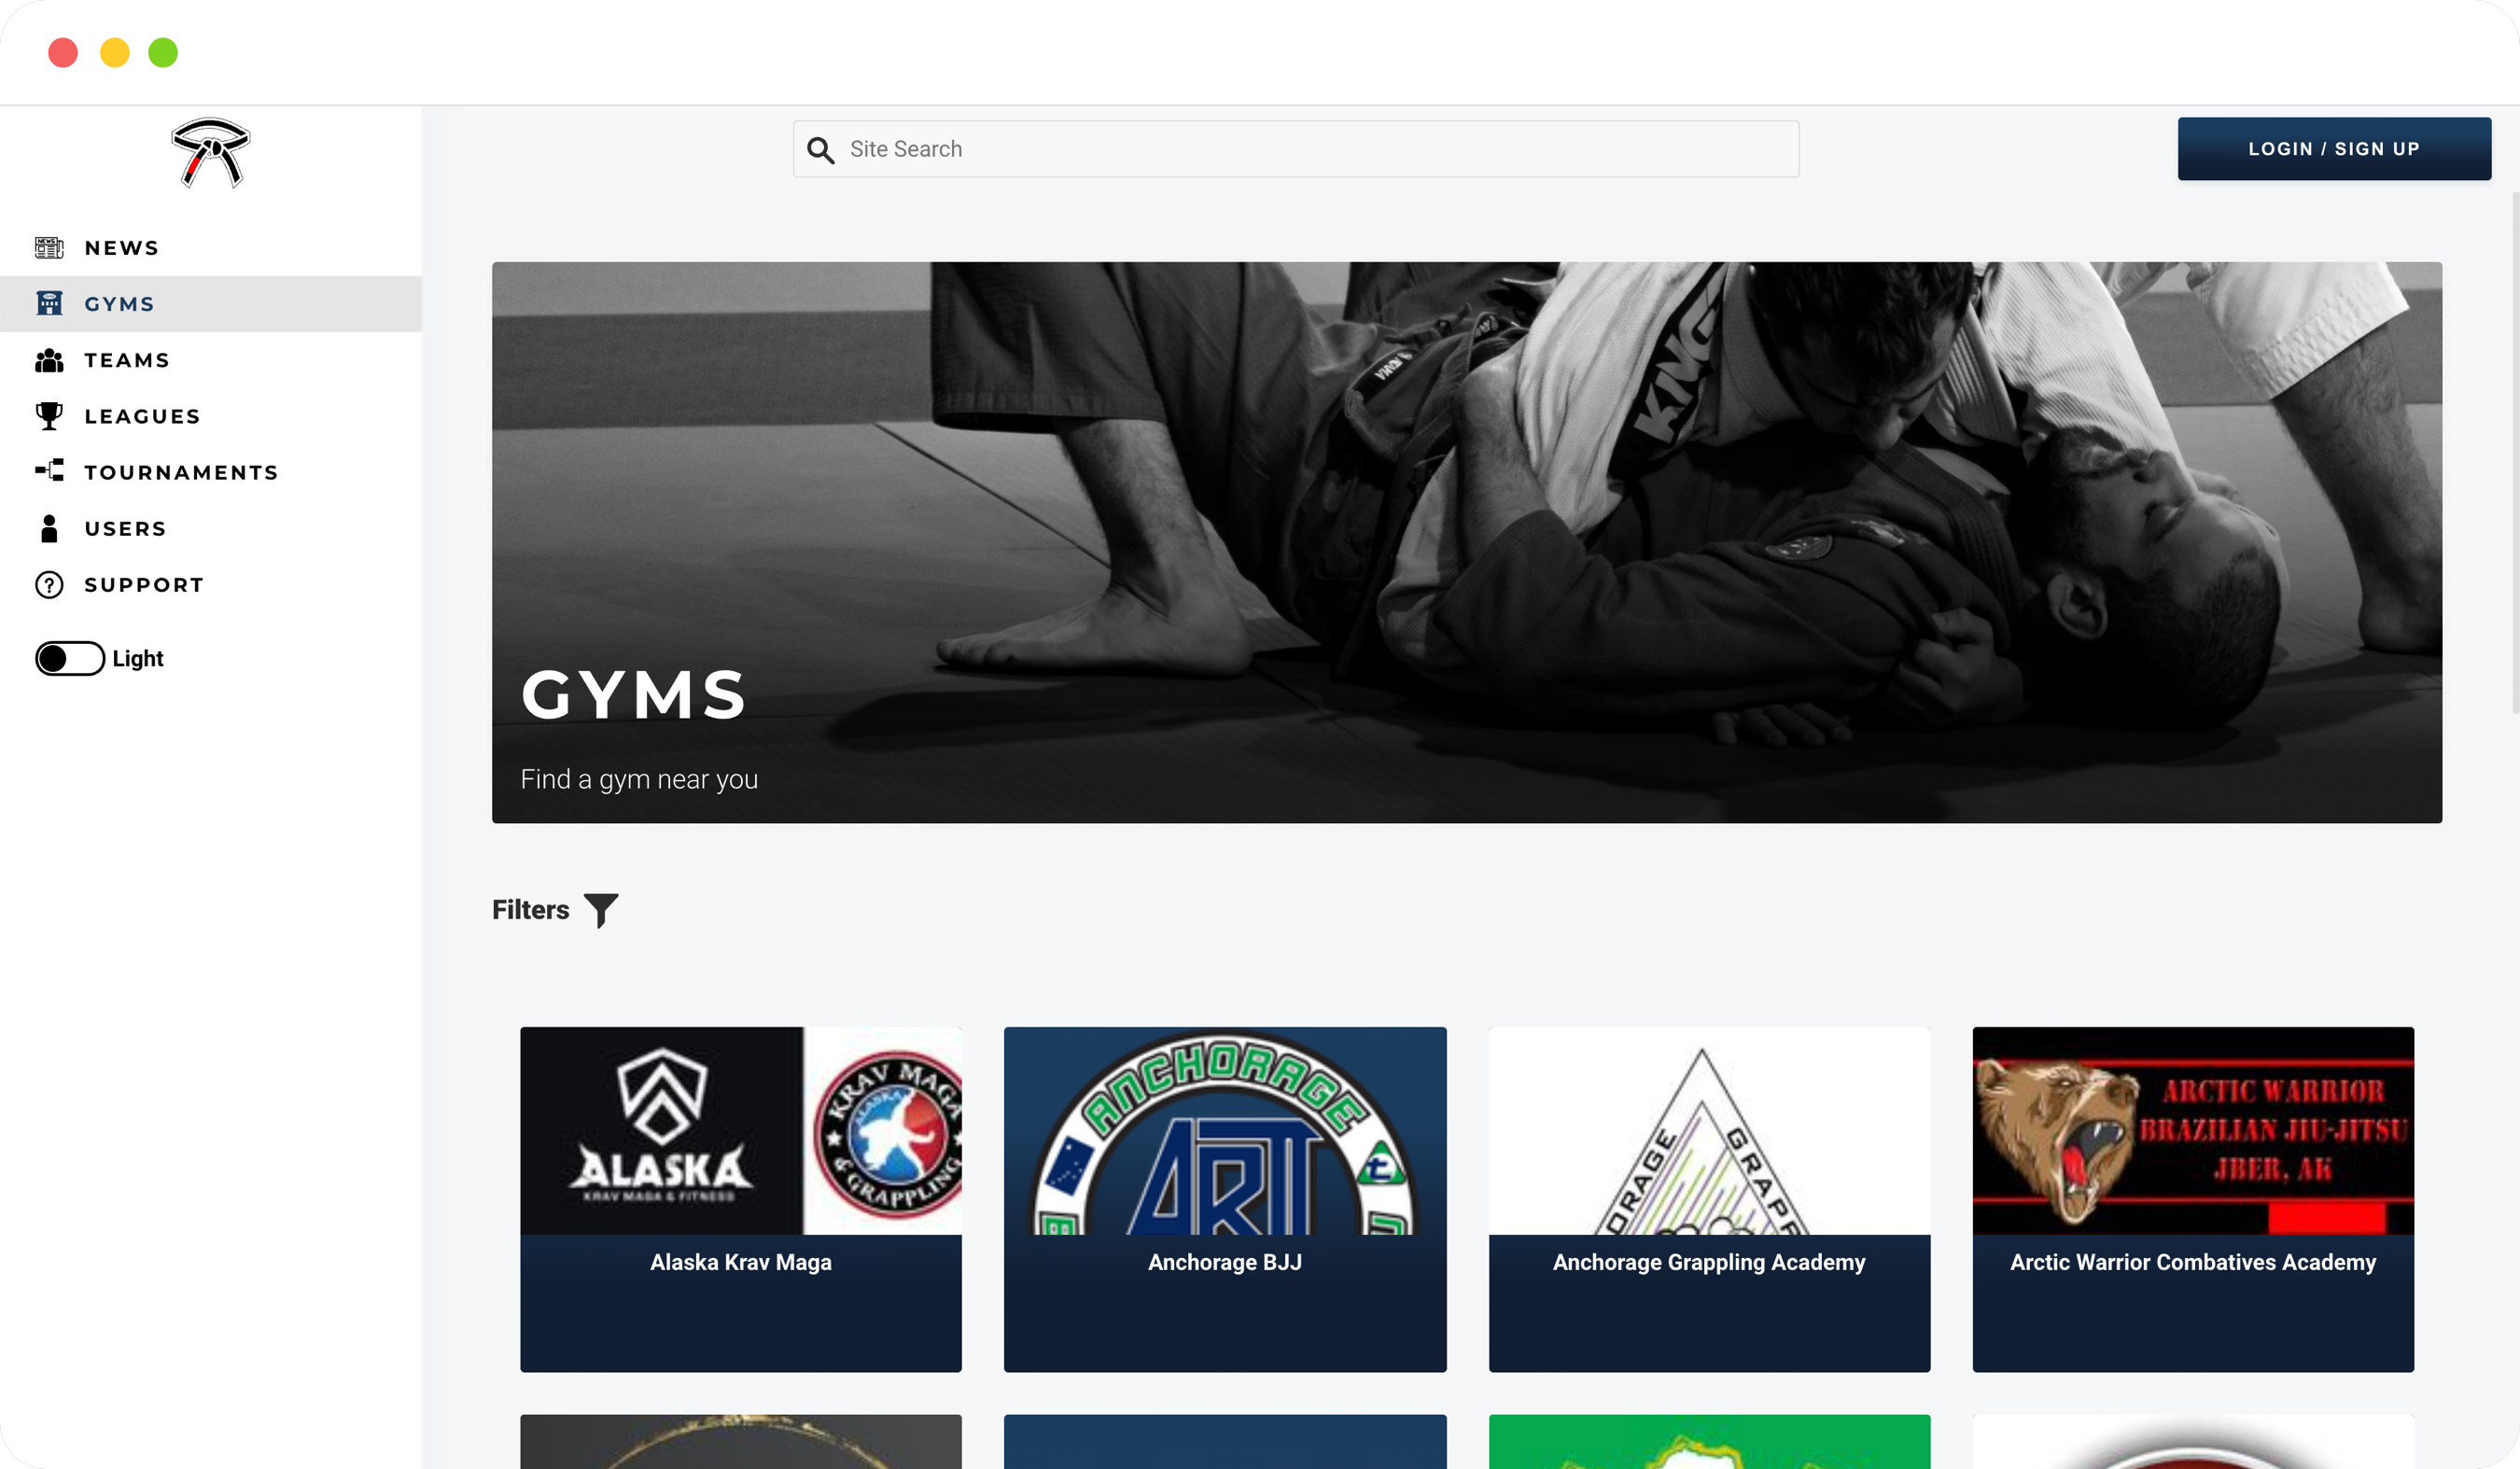 Site Search
LOGIN / SIGN UP
NEWS
GYMS
TEAMS
LEAGUES
TOURNAMENTS
USERS
SUPPORT
Light
KING
GYMS
Find a gym near you
Filters
ALASKA
KRAV MAGA & FITNESS
KRAV MAGA
ALASKA
& GRAPPLING
ANCHORAGE
ART
ORAGE GRAPP
ARCTIC WARRIOR
BRAZILIAN JIU-JITSU
JBER, AK
Alaska Krav Maga
Anchorage BJJ
Anchorage Grappling Academy
Arctic Warrior Combatives Academy